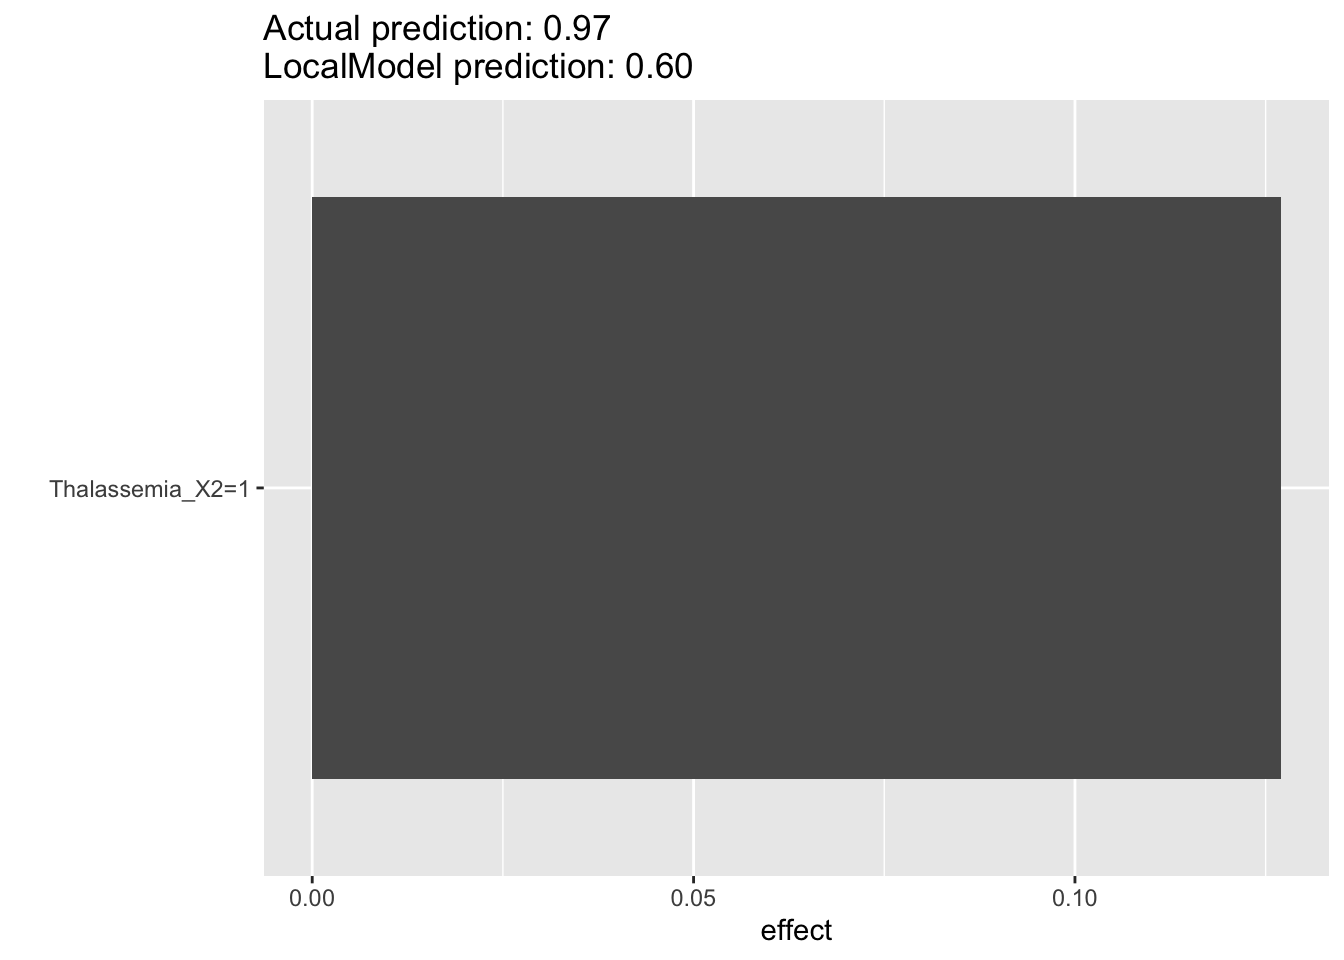 Actual prediction: 0.97
LocalModel prediction: 0.60
Thalassemia_X2=1
0.00
0.05
0.10
effect